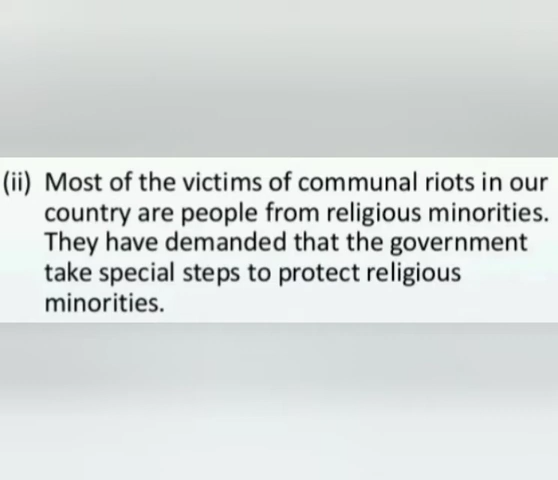 (ii) Most of the victims of communal riots in our
country are people from religious minorities.
They have demanded that the government
take special steps to protect religious
minorities.